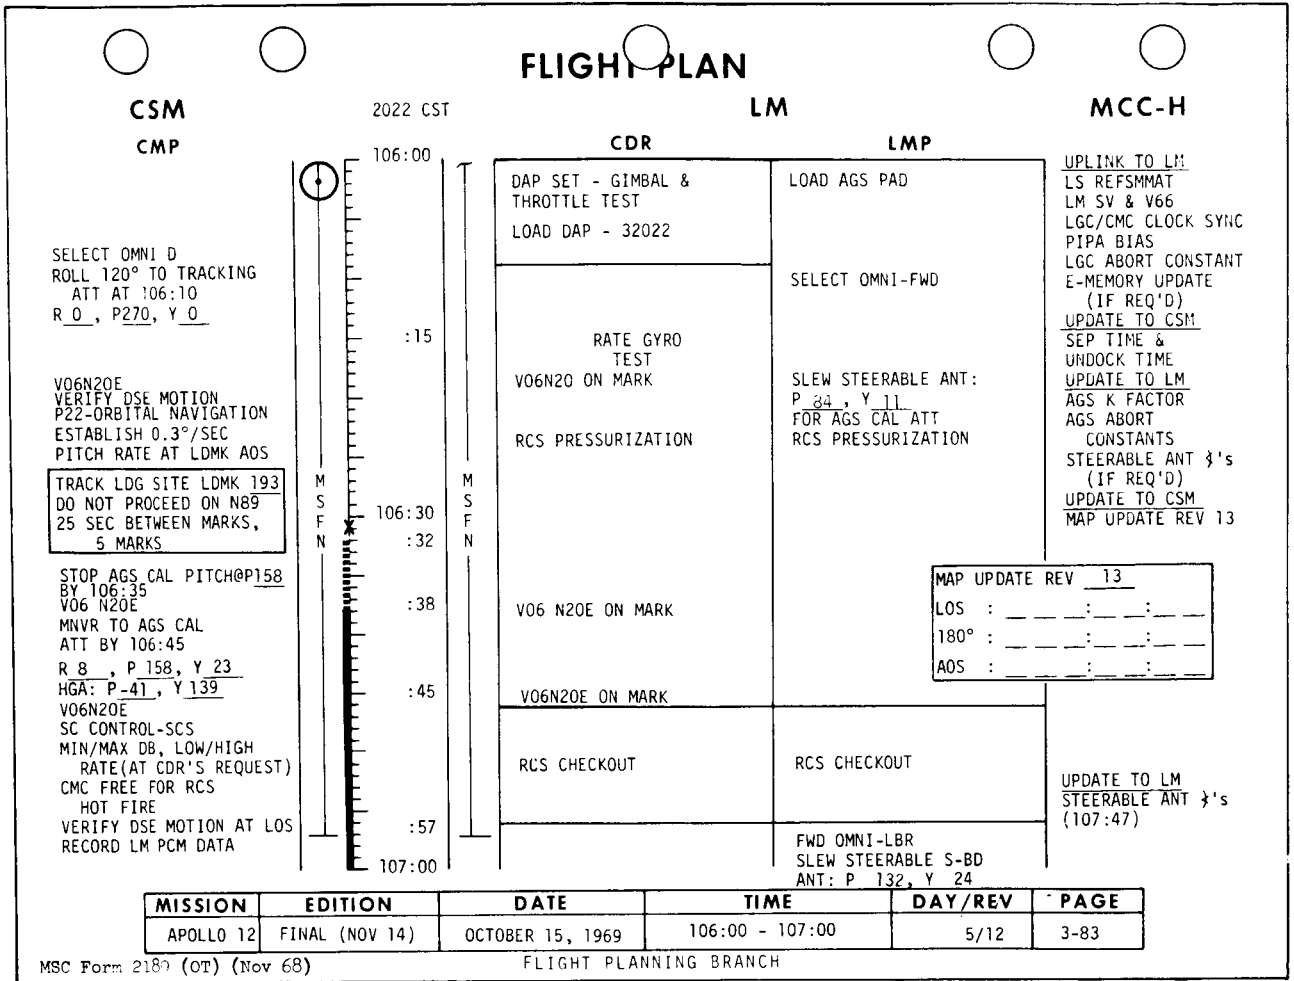 FLIGHT PLAN
CSM
2022 CST
LM
MCC-H
CMP
CDR
LMP
SELECT OMNI D
ROLL 120° TO TRACKING
ATT AT 106:10
R 0 , P270, Y 0
V06N20E
VERIFY DSE MOTION
P22-ORBITAL NAVIGATION
ESTABLISH 0.3°/SEC
PITCH RATE AT LDMK AOS
TRACK LDG SITE LDMK 193
DO NOT PROCEED ON N89
25 SEC BETWEEN MARKS,
5 MARKS
STOP AGS CAL PITCH@P158
BY 106:35
V06 N20E
MNVR TO AGS CAL
ATT BY 106:45
R 8 , P 158, Y 23
HGA: P-41, Y 139
V06N20E
SC CONTROL-SCS
MIN/MAX DB, LOW/HIGH
RATE(AT CDR'S REQUEST)
CMC FREE FOR RCS
HOT FIRE
VERIFY DSE MOTION AT LOS
RECORD LM PCM DATA
MSFN
106:00
:15
106:30
:32
:38
:45
:57
107:00
MSFN
DAP SET - GIMBAL &
THROTTLE TEST
LOAD DAP - 32022
RATE GYRO
TEST
V06N20 ON MARK
RCS PRESSURIZATION
V06 N20E ON MARK
V06N20E ON MARK
RCS CHECKOUT
LOAD AGS PAD
SELECT OMNI-FWD
SLEW STEERABLE ANT:
P 84 , Y 11
FOR AGS CAL ATT
RCS PRESSURIZATION
RCS CHECKOUT
FWD OMNI-LBR
SLEW STEERABLE S-BD
ANT: P 132, Y 24
UPLINK TO LM
LS REFSMMAT
LM SV & V66
LGC/CMC CLOCK SYNC
PIPA BIAS
LGC ABORT CONSTANT
E-MEMORY UPDATE
(IF REQ'D)
UPDATE TO CSM
SEP TIME &
UNDOCK TIME
UPDATE TO LM
AGS K FACTOR
AGS ABORT
CONSTANTS
STEERABLE ANT ∡'s
(IF REQ'D)
UPDATE TO CSM
MAP UPDATE REV 13
MAP UPDATE REV 13
LOS : _ _ _:_ _:_ _
180° : _ _ _:_ _:_ _
AOS : _ _ _:_ _:_ _
UPDATE TO LM
STEERABLE ANT ∡'s
(107:47)
MISSION EDITION DATE TIME DAY/REV PAGE
APOLLO 12 FINAL (NOV 14) OCTOBER 15, 1969 106:00 - 107:00 5/12 3-83
MSC Form 2189 (OT) (Nov 68)
FLIGHT PLANNING BRANCH